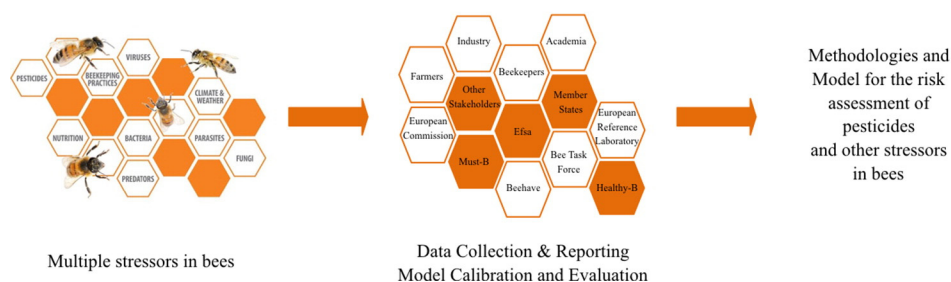 VIRUSES
PESTICIDES
BEEKEEPING
PRACTICES
CLIMATE &
WEATHER
NUTRITION
BACTERIA
PARASITES
FUNGI
PREDATORS
Multiple stressors in bees
Industry
Academia
Farmers
Beekeepers
Other
Stakeholders
Member
States
European
Commission
Efsa
European
Reference
Laboratory
Must-B
Bee Task
Force
Beehave
Healthy-B
Data Collection & Reporting
Model Calibration and Evaluation
Methodologies and
Model for the risk
assessment of
pesticides
and other stressors
in bees